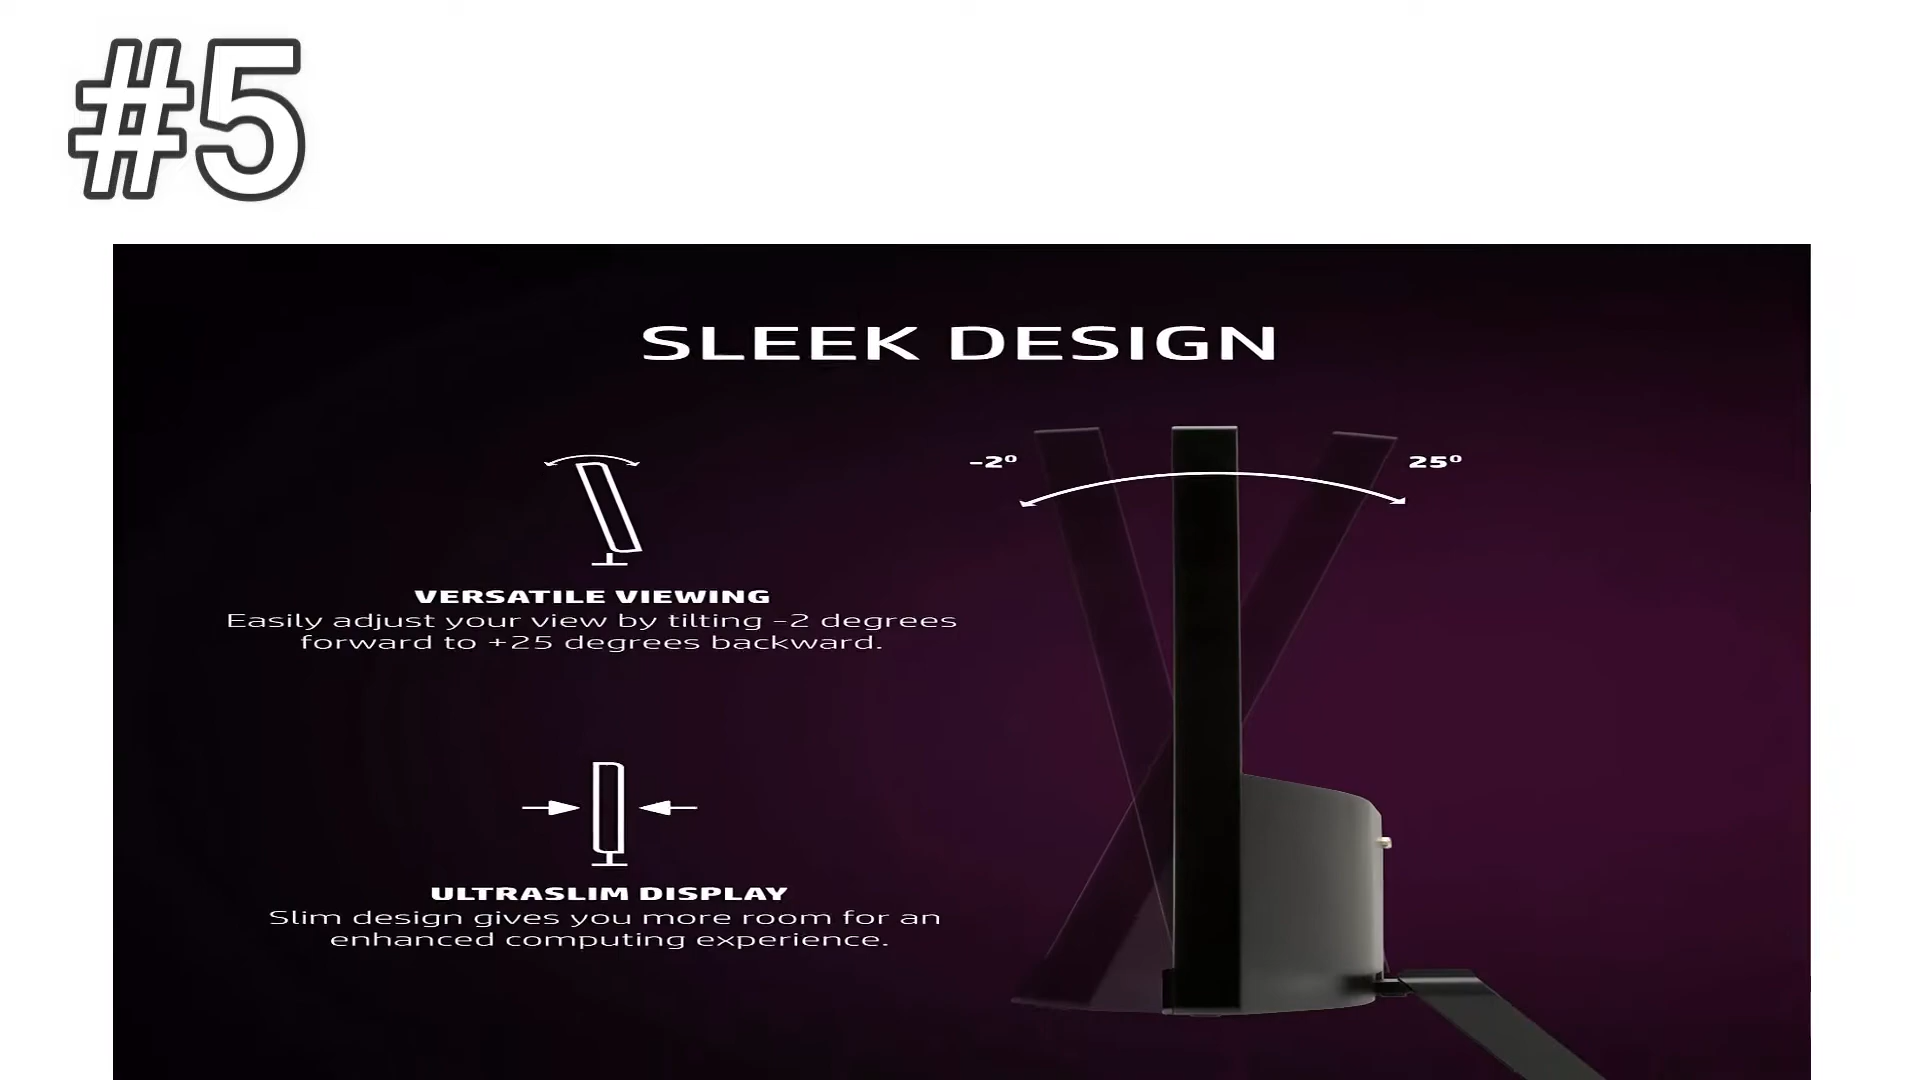 #5
SLEEK DESIGN
-2° 25°
VERSATILE VIEWING
Easily adjust your view by tilting -2 degrees
forward to +25 degrees backward.
ULTRASLIM DISPLAY
Slim design gives you more room for an
enhanced computing experience.